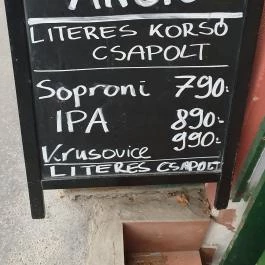 LITERES KORSÓ
CSAPOLT
Soproni 790.-
IPA 890.-
Krusovice 990.-
LITERES CSAPOLT